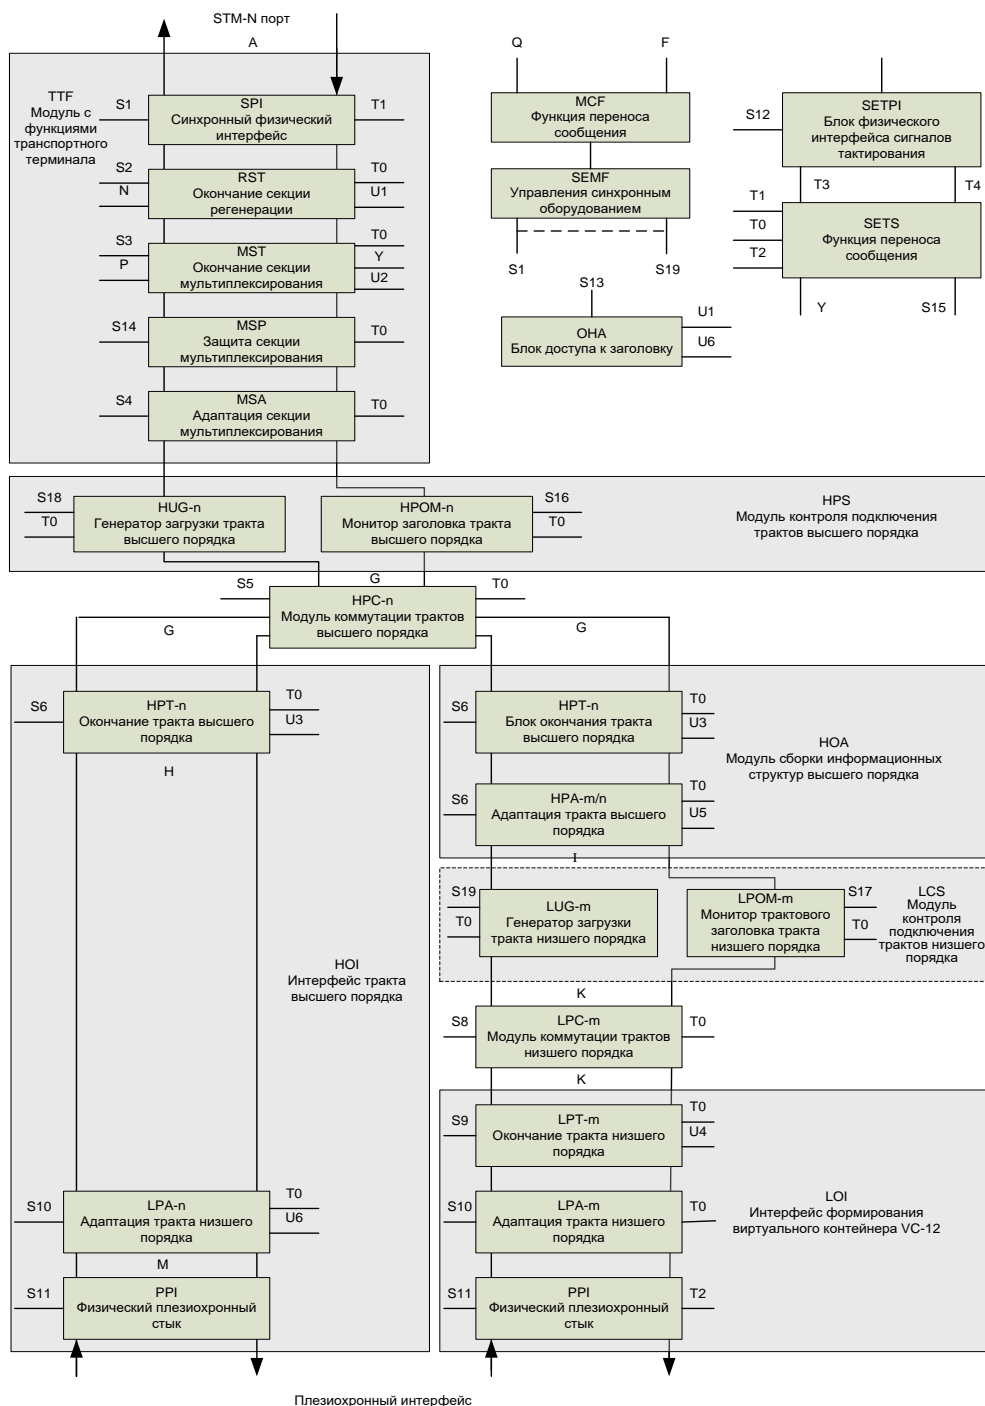 STM-N порт
A
TTF
Модуль с
функциями
транспортного
терминала
S1
SPI
Синхронный физический
интерфейс
T1
S2
N
RST
Окончание секции
регенерации
T0
U1
S3
P
MST
Окончание секции
мультиплексирования
T0
Y
U2
S14
MSP
Защита секции
мультиплексирования
T0
S4
MSA
Адаптация секции
мультиплексирования
T0
Q
F
MCF
Функция переноса
сообщения
SEMF
Управления синхронным
оборудованием
S1
S19
S13
OHA
Блок доступа к заголовку
U1
U6
S12
SETPI
Блок физического
интерфейса сигналов
тактирования
T3
T4
T1
T0
T2
SETS
Функция переноса
сообщения
Y
S15
S18
T0
HUG-n
Генератор загрузки тракта
высшего порядка
HPOM-n
Монитор заголовка тракта
высшего порядка
S16
T0
HPS
Модуль контроля подключения
трактов высшего порядка
S5
G
T0
HPC-n
Модуль коммутации трактов
высшего порядка
G
G
S6
HPT-n
Окончание тракта высшего
порядка
T0
U3
H
S6
HPT-n
Блок окончания тракта
высшего порядка
T0
U3
HOA
Модуль сборки информационных
структур высшего порядка
S6
HPA-m/n
Адаптация тракта высшего
порядка
T0
U5
I
S19
T0
LUG-m
Генератор загрузки
тракта низшего порядка
LPOM-m
Монитор трактового
заголовка тракта
низшего порядка
S17
T0
LCS
Модуль
контроля
подключения
трактов низшего
порядка
HOI
Интерфейс тракта
высшего порядка
K
S8
LPC-m
Модуль коммутации трактов
низшего порядка
T0
K
S9
LPT-m
Окончание тракта низшего
порядка
T0
U4
S10
LPA-n
Адаптация тракта низшего
порядка
T0
U6
M
S10
LPA-m
Адаптация тракта низшего
порядка
T0
LOI
Интерфейс формирования
виртуального контейнера VC-12
S11
PPI
Физический плезиохронный
стык
S11
PPI
Физический плезиохронный
стык
T2
Плезиохронный интерфейс